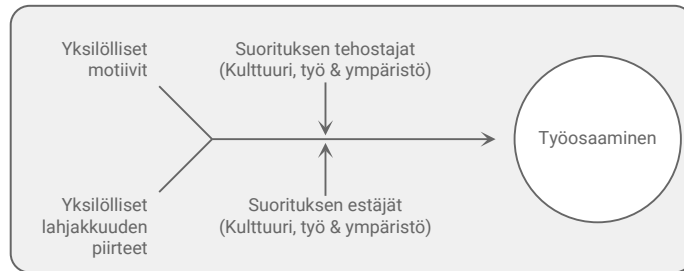 Yksilölliset
motiivit
Suorituksen tehostajat
(Kulttuuri, työ & ympäristö)
Työosaaminen
Yksilölliset
lahjakkuuden
piirteet
Suorituksen estäjät
(Kulttuuri, työ & ympäristö)